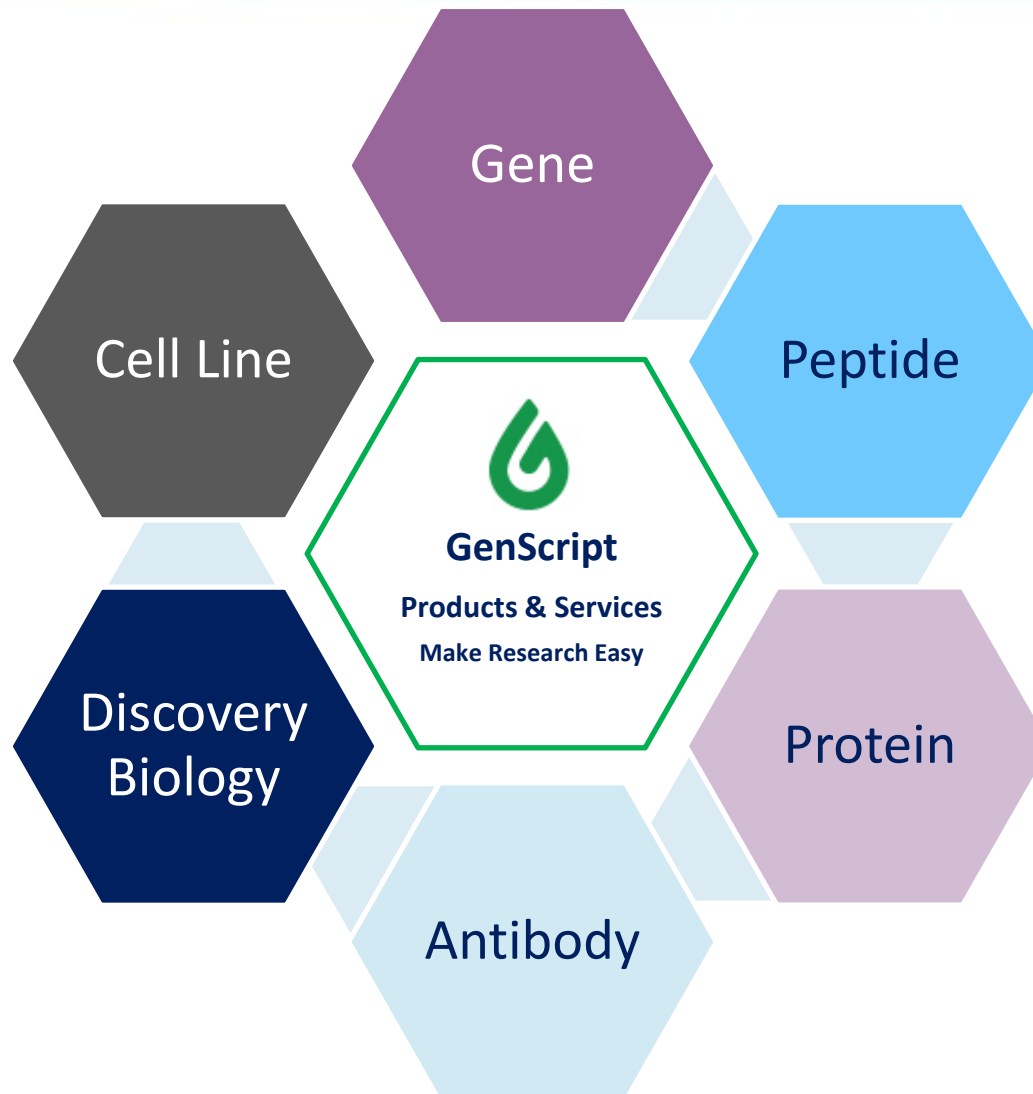 Gene
Cell Line
Peptide
GenScript
Products & Services
Make Research Easy
Discovery
Biology
Protein
Antibody